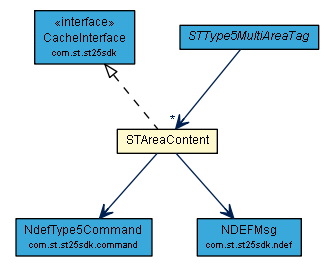 «interface»
CacheInterface
com.st.st25sdk
STType5MultiAreaTag
*
STAreaContent
NdefType5Command
com.st.st25sdk.command
NDEFMsg
com.st.st25sdk.ndef